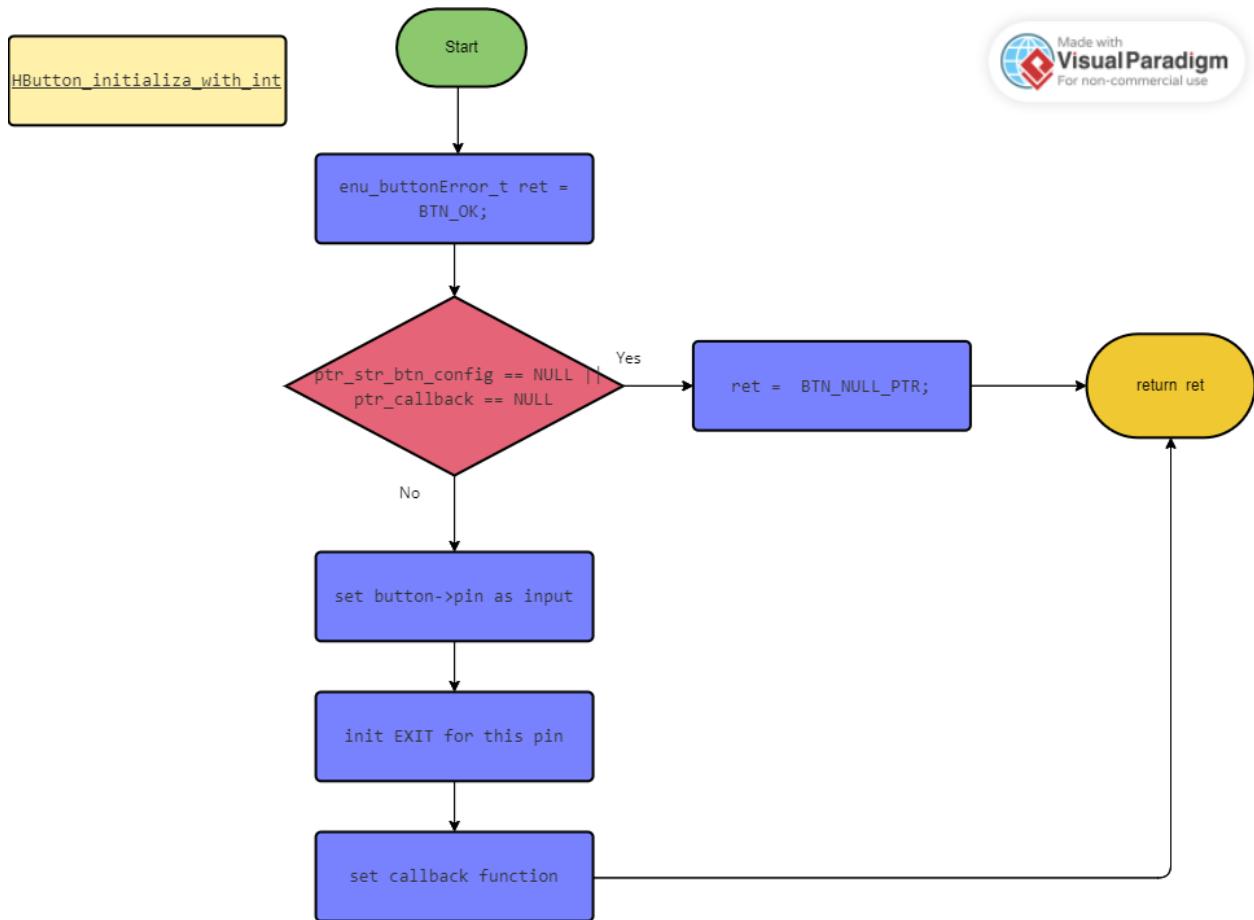 Start
HButton_initializa_with_int
Made with
Visual Paradigm
For non-commercial use
enu_buttonError_t ret =
BTN_OK;
ptr_str_btn_config == NULL ||
ptr_callback == NULL
Yes
ret = BTN_NULL_PTR;
return ret
No
set button->pin as input
init EXIT for this pin
set callback function